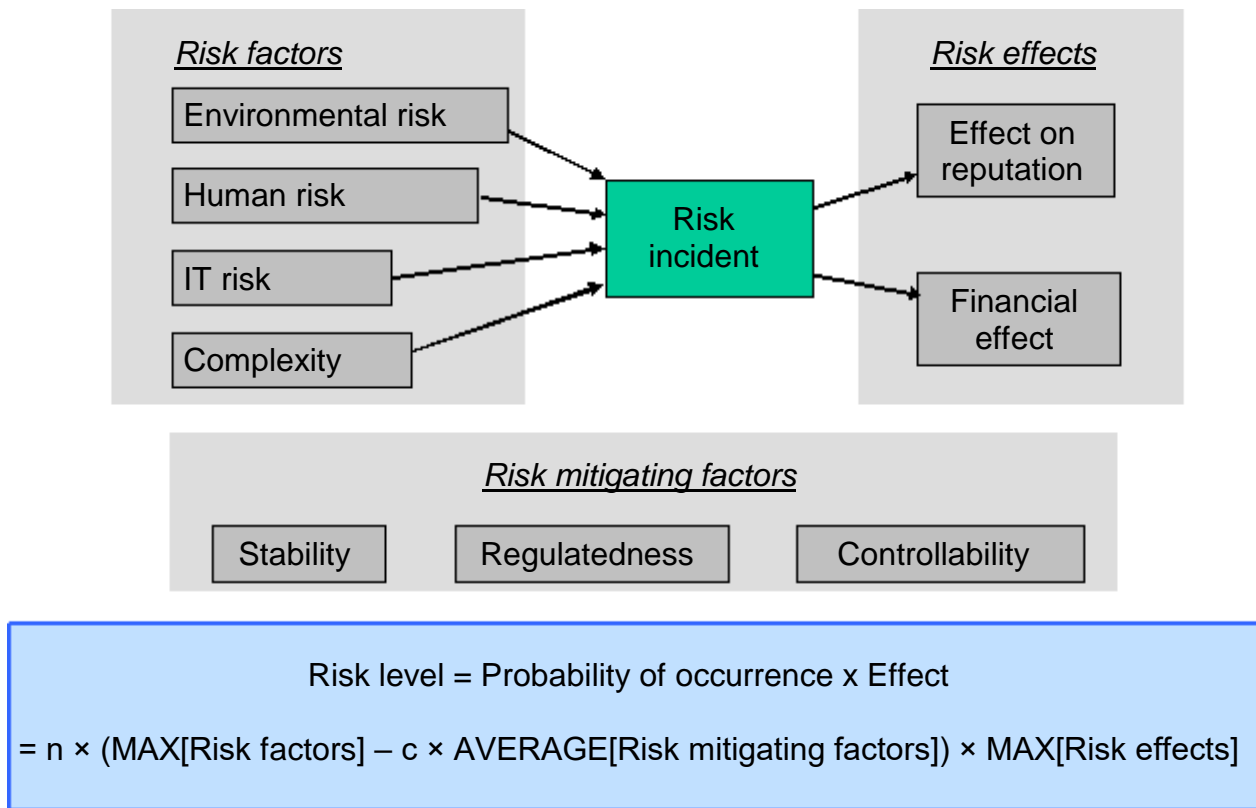 Risk factors
Environmental risk
Human risk
IT risk
Complexity
Risk
incident
Risk effects
Effect on
reputation
Financial
effect
Risk mitigating factors
Stability
Regulatedness
Controllability
Risk level = Probability of occurrence x Effect
= n × (MAX[Risk factors] – c × AVERAGE[Risk mitigating factors]) × MAX[Risk effects]